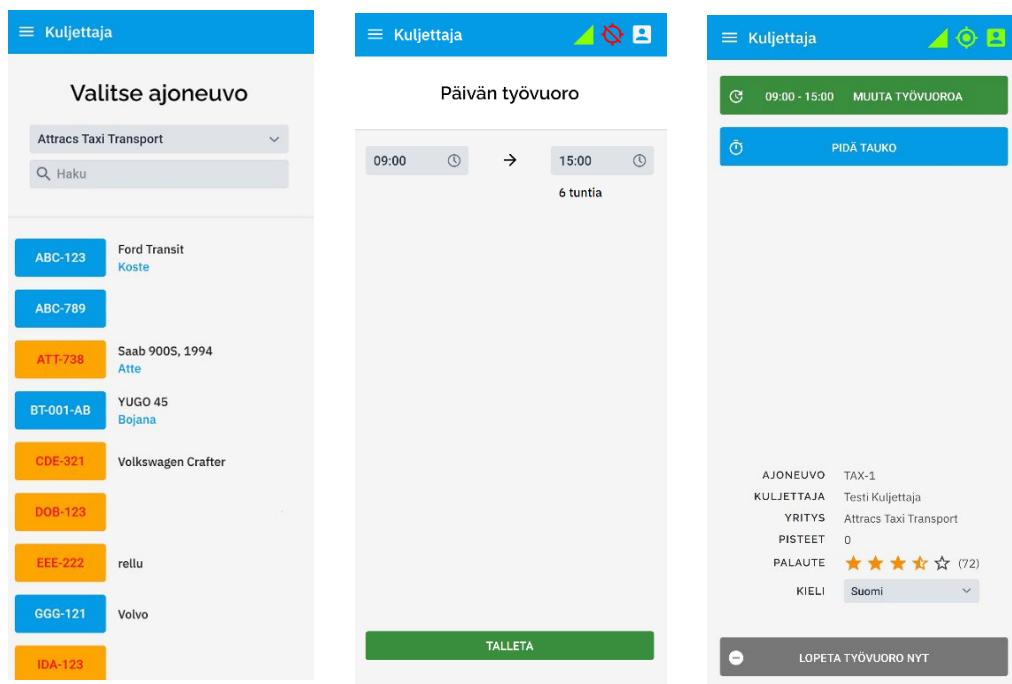 Kuljettaja
Valitse ajoneuvo
Attracs Taxi Transport
Haku
ABC-123
Ford Transit
Koste
ABC-789
ATT-738
Saab 900S, 1994
Atte
BT-001-AB
YUGO 45
Bojana
CDE-321
Volkswagen Crafter
DOB-123
EEE-222
rellu
GGG-121
Volvo
IDA-123
Kuljettaja
Päivän työvuoro
09:00 → 15:00
6 tuntia
TALLETA
Kuljettaja
09:00 - 15:00 MUUTA TYÖVUOROA
PIDÄ TAUKO
AJONEUVO TAX-1
KULJETTAJA Testi Kuljettaja
YRITYS Attracs Taxi Transport
PISTEET 0
PALAUTE (72)
KIELI Suomi
LOPETA TYÖVUORO NYT